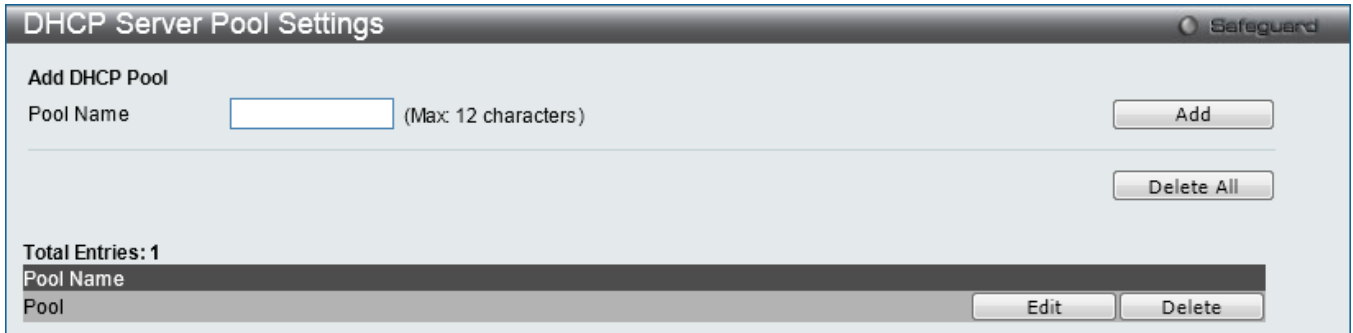 DHCP Server Pool Settings
Safeguard
Add DHCP Pool
Pool Name (Max: 12 characters) Add
Delete All
Total Entries: 1
Pool Name
Pool Edit Delete